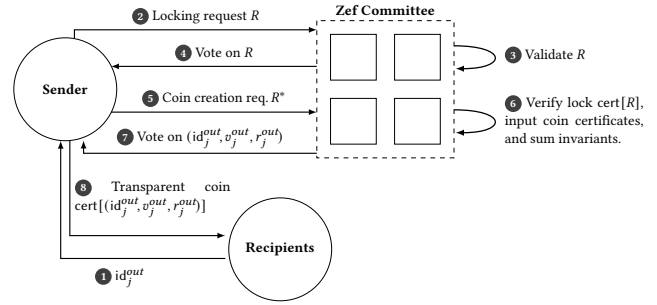 Zef Committee
2 Locking request R
4 Vote on R
3 Validate R
Sender
5 Coin creation req. R*
6 Verify lock cert[R],
input coin certificates,
and sum invariants.
7 Vote on (id_j^out, v_j^out, r_j^out)
8 Transparent coin
cert[(id_j^out, v_j^out, r_j^out)]
Recipients
1 id_j^out